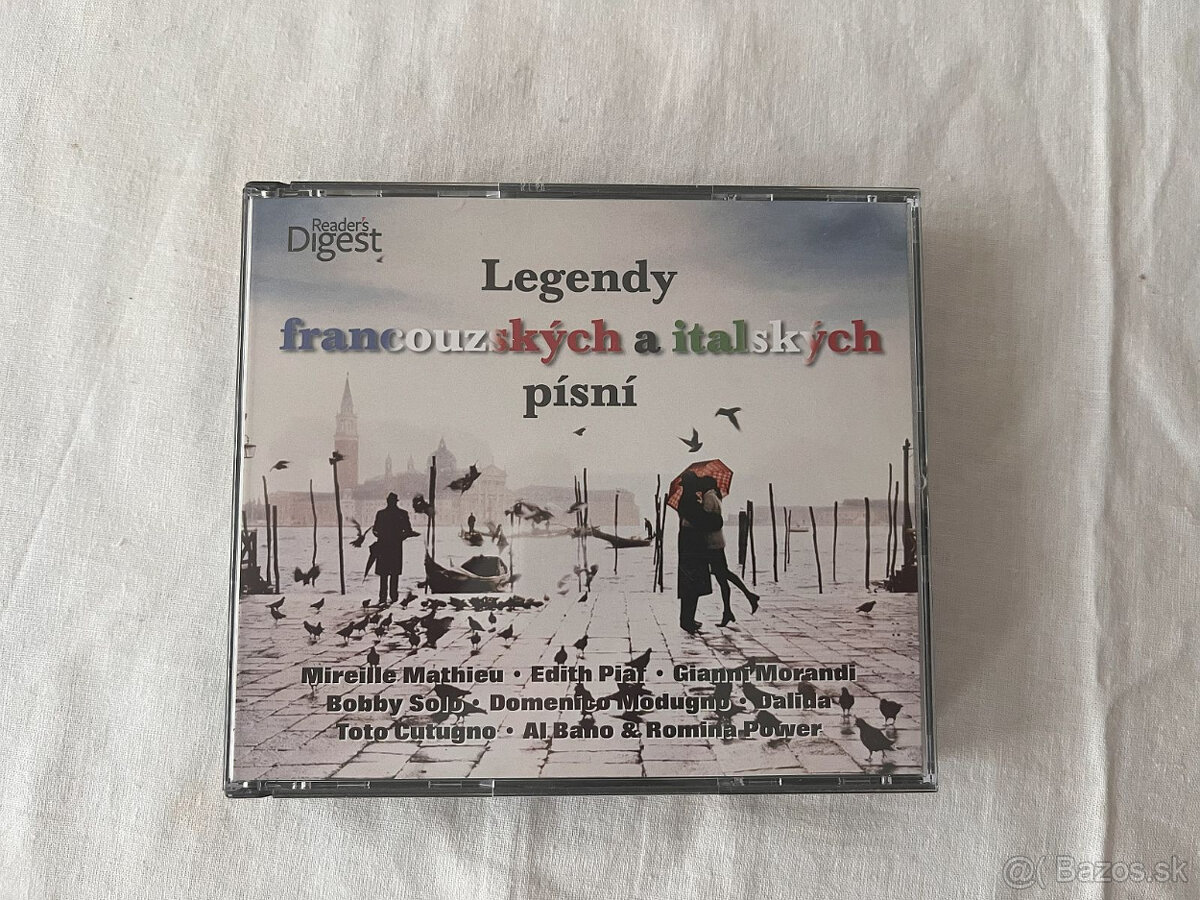 Reader's
Digest
Legendy
francouzských a italských
písní
Mireille Mathieu • Edith Piaf • Gianni Morandi
Bobby Solo • Domenico Modugno • Dalida
Toto Cutugno • Al Bano & Romina Power
@( Bazos.sk